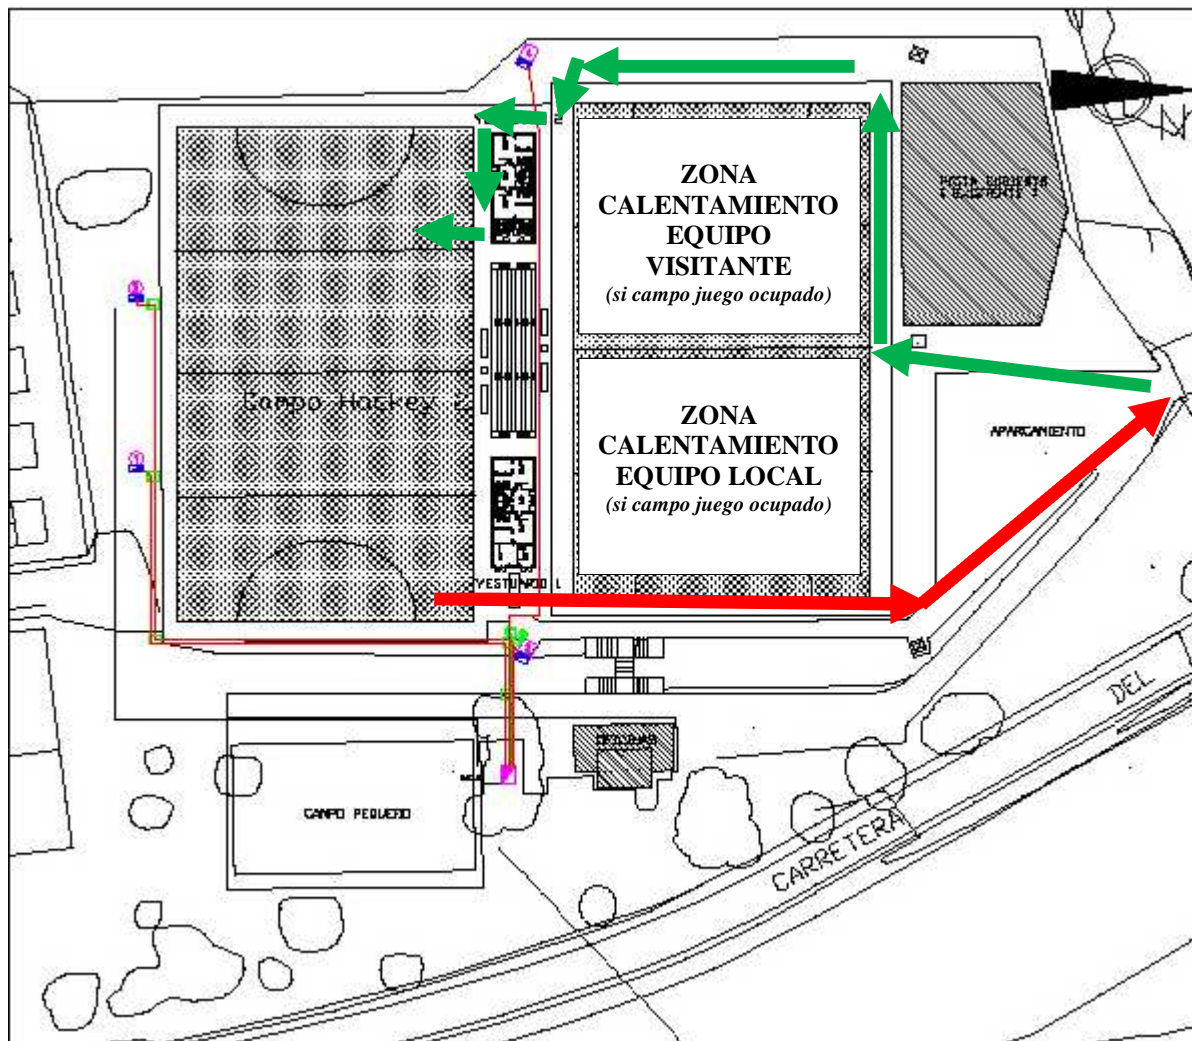 ZONA
CALENTAMIENTO
EQUIPO
VISITANTE
(si campo juego ocupado)
Campo Hockey
ZONA
CALENTAMIENTO
EQUIPO LOCAL
(si campo juego ocupado)
APARCAMIENTO
VESTUARIO 1
CAMPO PEQUEÑO
CARRETERA
DEL
N